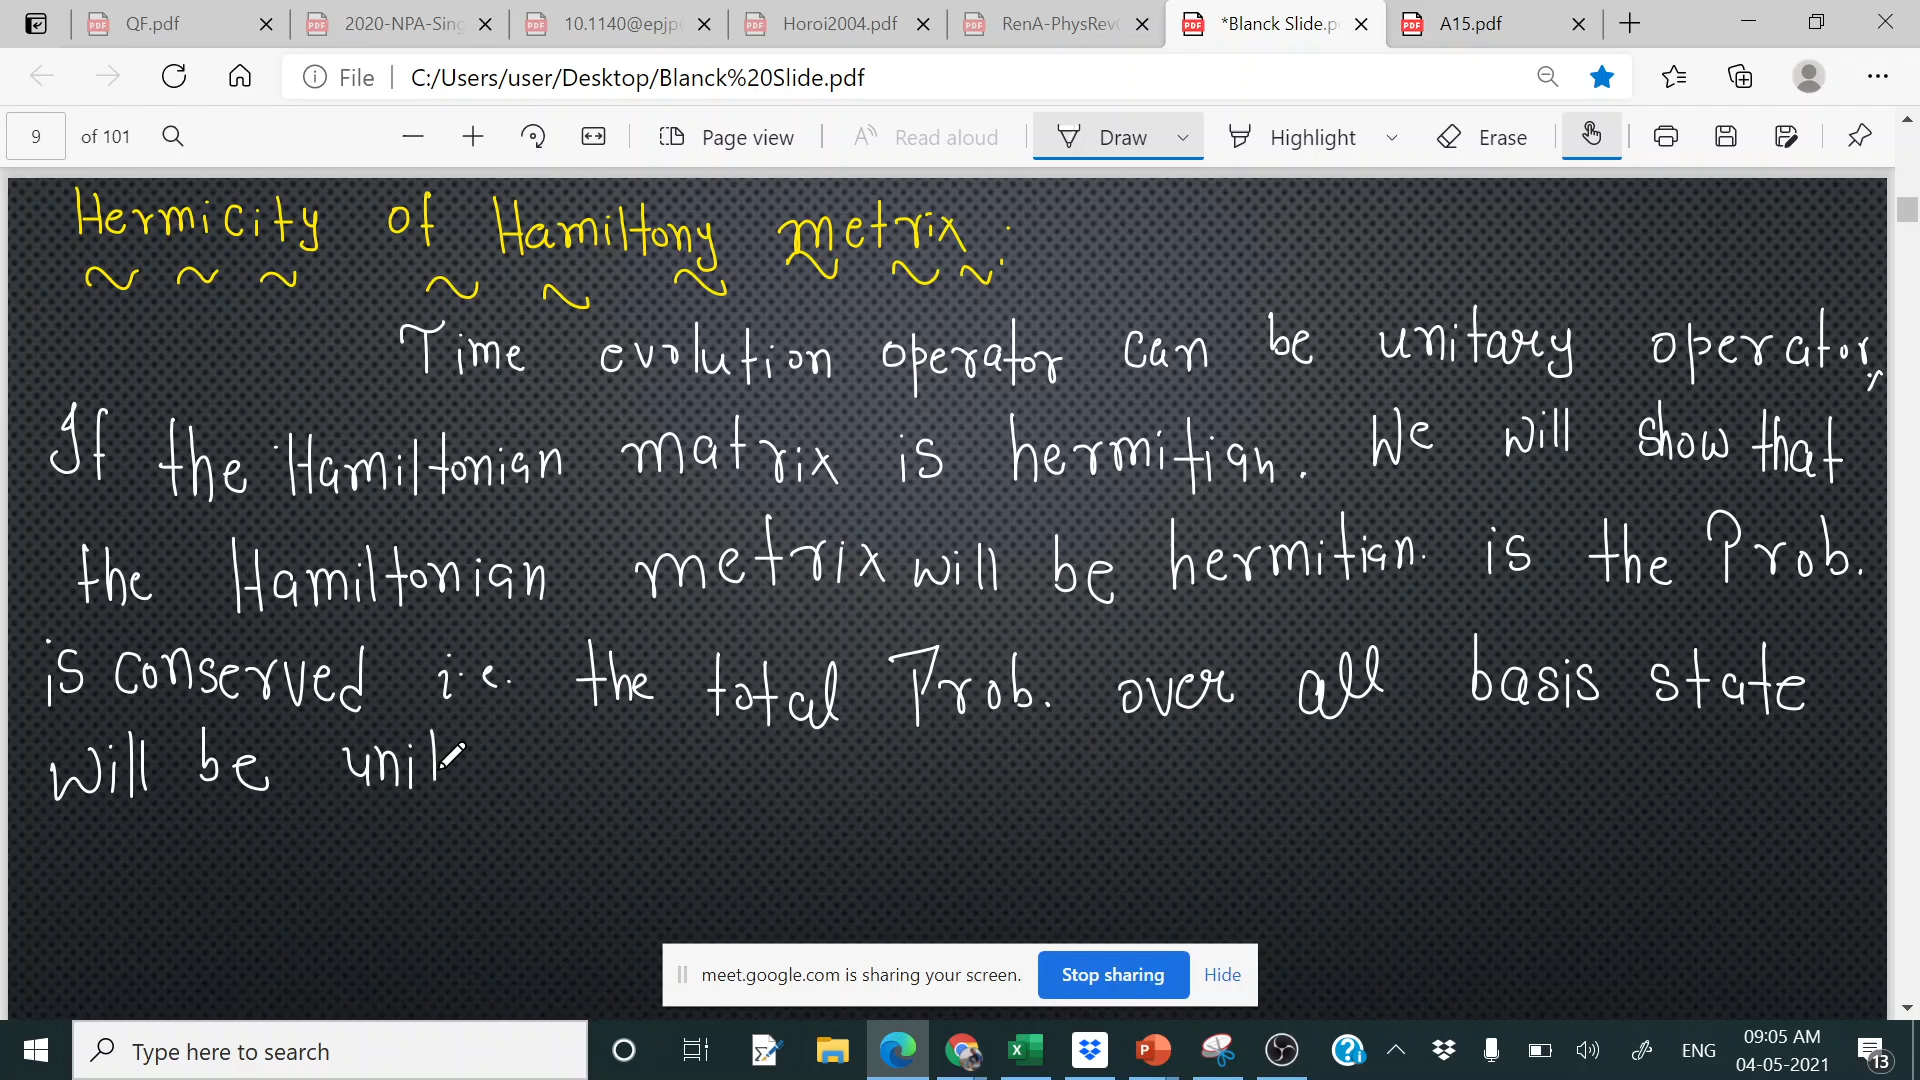 QF.pdf 2020-NPA-Sing 10.1140@epjp Horoi2004.pdf RenA-PhysRev *Blanck Slide.p A15.pdf
File C:/Users/user/Desktop/Blanck%20Slide.pdf
9 of 101 Page view Read aloud Draw Highlight Erase
Hermicity of Hamiltony metrix :
Time evolution operator can be unitary operator,
If the Hamiltonian matrix is hermitian. We will show that
the Hamiltonian metrix will be hermitian. is the Prob.
is conserved i.e. the total Prob. over all basis state
will be unit
meet.google.com is sharing your screen. Stop sharing Hide
Type here to search
ENG 09:05 AM
04-05-2021
13